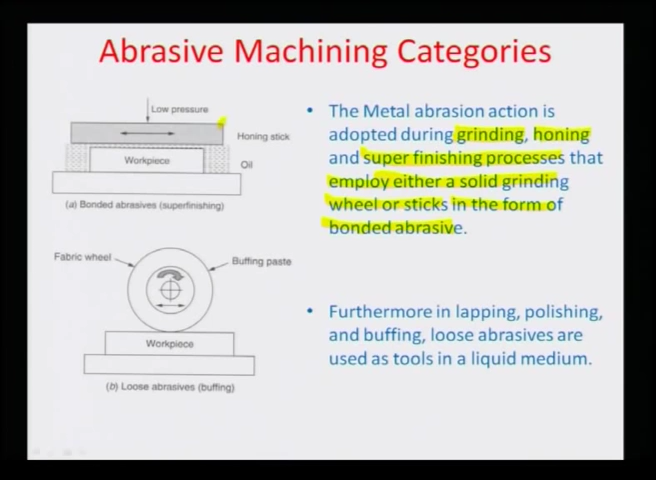 Abrasive Machining Categories
Low pressure
Honing stick
Workpiece
Oil
(a) Bonded abrasives (superfinishing)
Fabric wheel
Buffing paste
Workpiece
(b) Loose abrasives (buffing)
• The Metal abrasion action is
adopted during grinding, honing
and super finishing processes that
employ either a solid grinding
wheel or sticks in the form of
bonded abrasive.
• Furthermore in lapping, polishing,
and buffing, loose abrasives are
used as tools in a liquid medium.